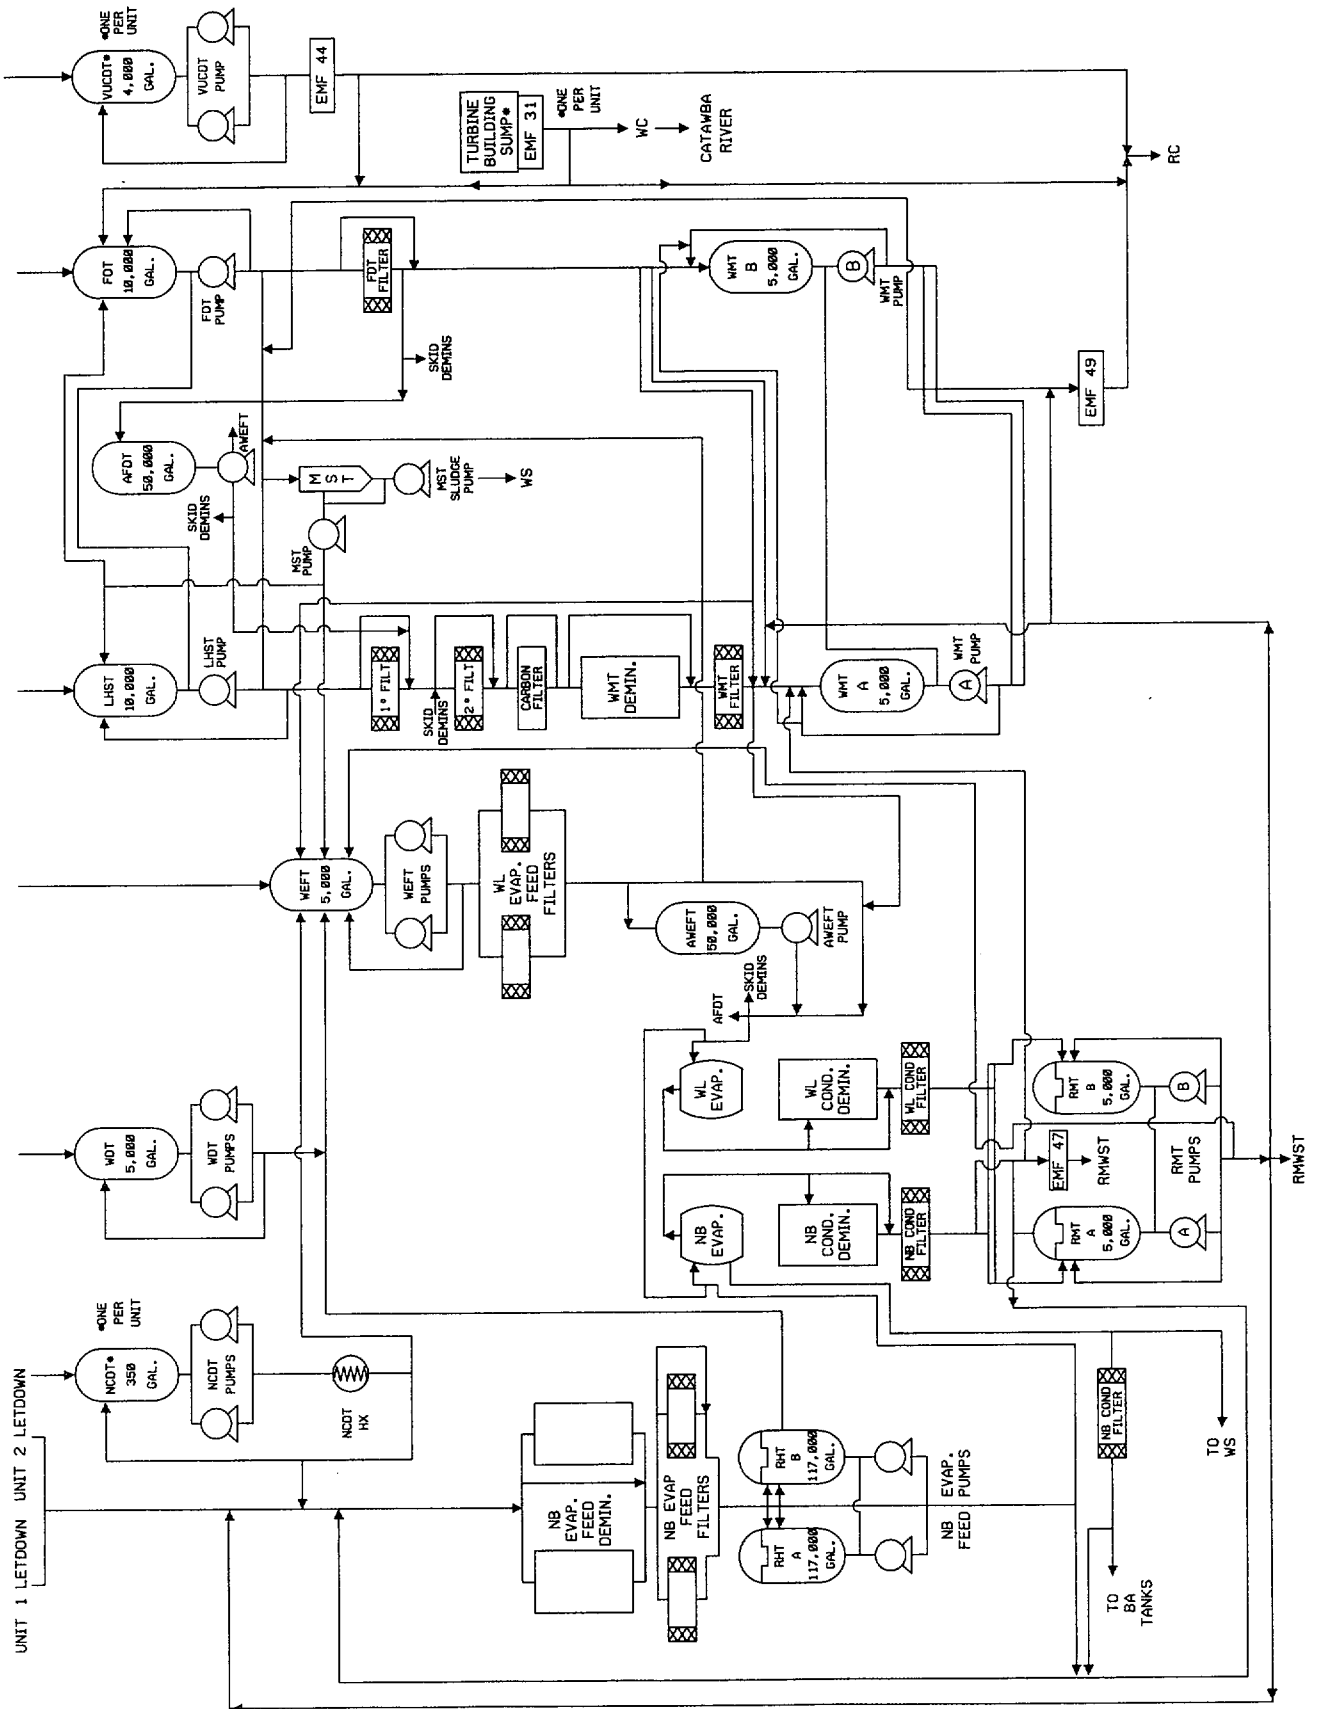 UNIT 1 LETDOWN
UNIT 2 LETDOWN
NCDT*
350
GAL.
*ONE
PER
UNIT
NCDT
PUMPS
NCDT
HX
WDT
5,000
GAL.
WDT
PUMPS
WEFT
5,000
GAL.
WEFT
PUMPS
WL
EVAP.
FEED
FILTERS
LHST
10,000
GAL.
LHST
PUMP
1° FILT
SKID
DEMINS
2° FILT
CARBON
FILTER
WMT
DEMIN.
WMT
FILTER
WMT
A
5,000
GAL.
WMT
PUMP
A
AFDT
50,000
GAL.
AWEFT
SKID
DEMINS
MST
MST
PUMP
MST
SLUDGE
PUMP
WS
FDT
10,000
GAL.
FDT
PUMP
FDT
FILTER
SKID
DEMINS
WMT
B
5,000
GAL.
B
WMT
PUMP
VUCDT*
4,000
GAL.
*ONE
PER
UNIT
VUCDT
PUMP
EMF 44
TURBINE
BUILDING
SUMP*
EMF 31
*ONE
PER
UNIT
WC
CATAWBA
RIVER
EMF 49
RC
AWEFT
50,000
GAL.
AWEFT
PUMP
AFDT
SKID
DEMINS
WL
EVAP.
WL
COND.
DEMIN.
WL COND
FILTER
NB
EVAP.
NB
COND.
DEMIN.
NB COND
FILTER
RMT
B
5,000
GAL.
B
EMF 47
RMWST
RMT
PUMPS
RMT
A
5,000
GAL.
A
RMWST
NB
EVAP.
FEED
DEMIN.
NB EVAP
FEED
FILTERS
RHT
B
117,000
GAL.
RHT
A
117,000
GAL.
NB EVAP.
FEED PUMPS
NB COND
FILTER
TO
WS
TO
BA
TANKS